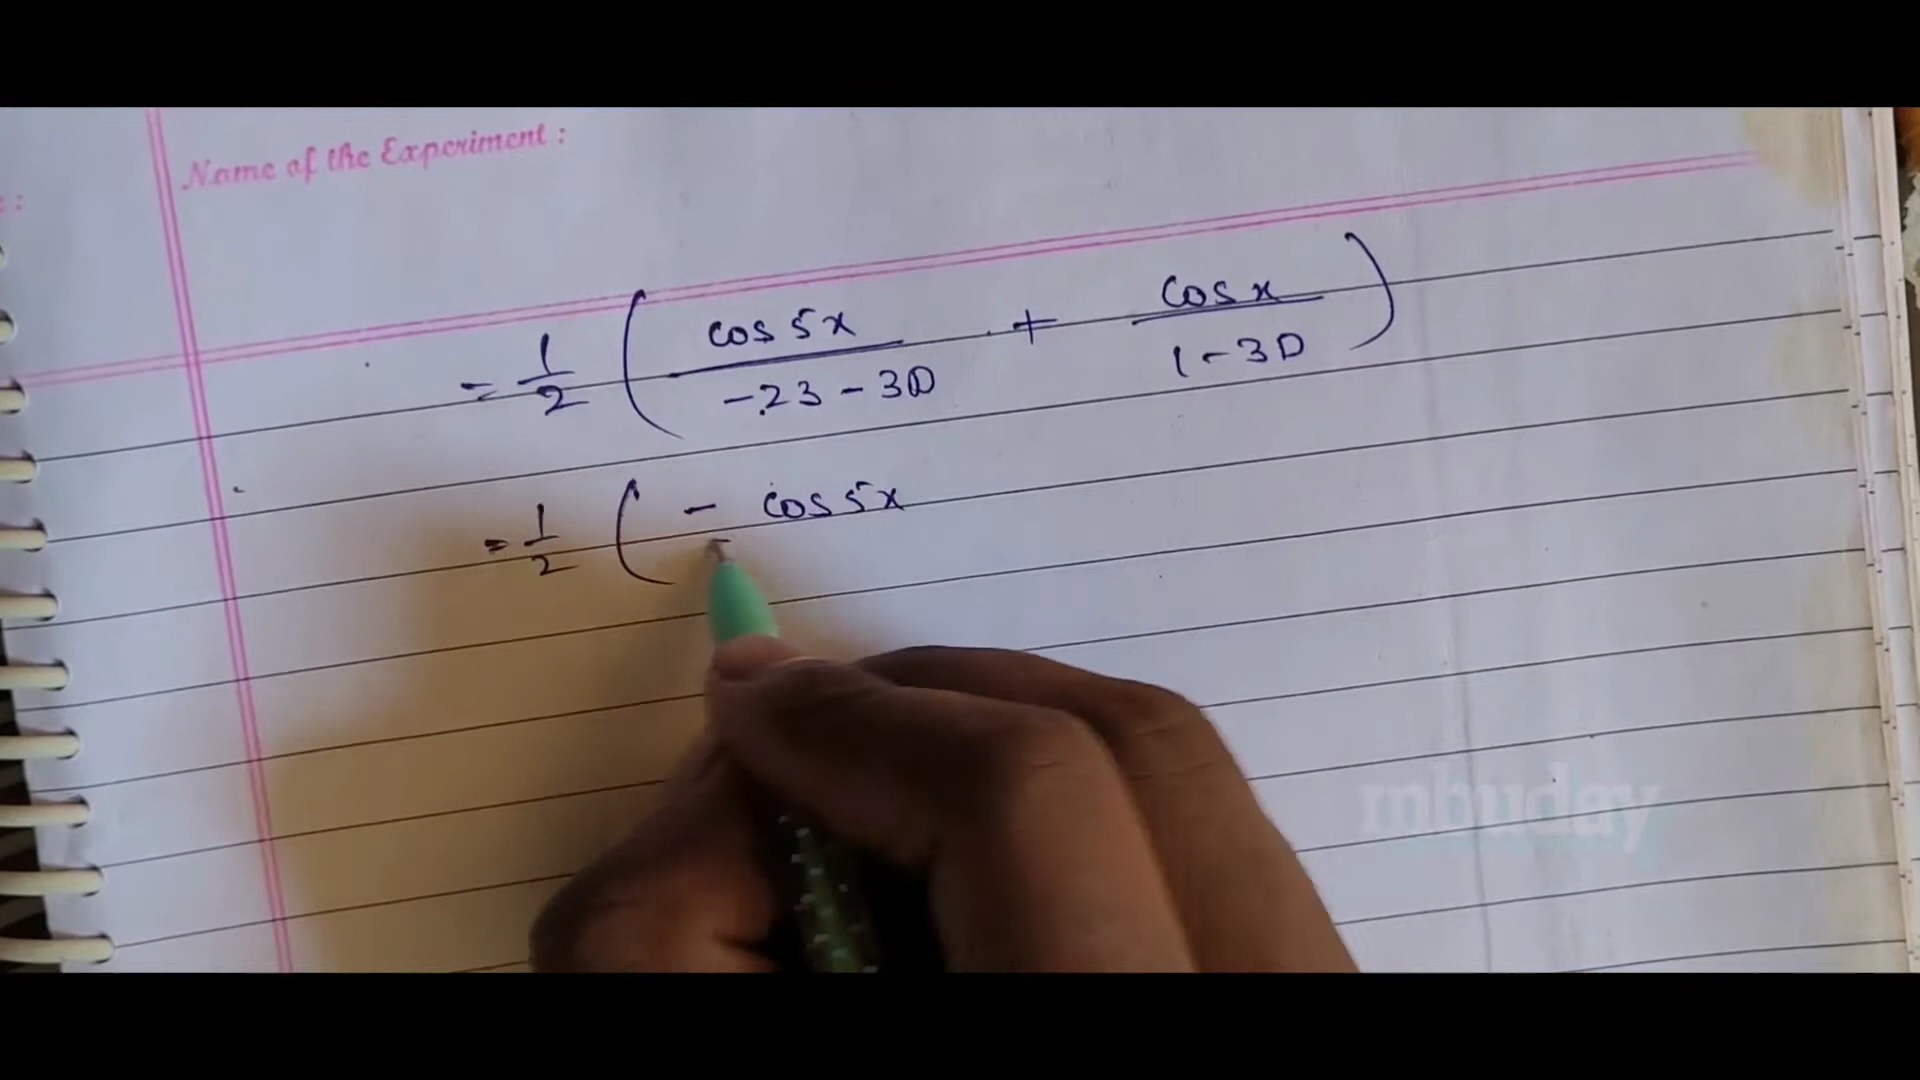 Name of the Experiment :
= 1/2 ( cos 5x / -23 - 3D + cos x / 1 - 3D )
= 1/2 ( - cos 5x
mbuday